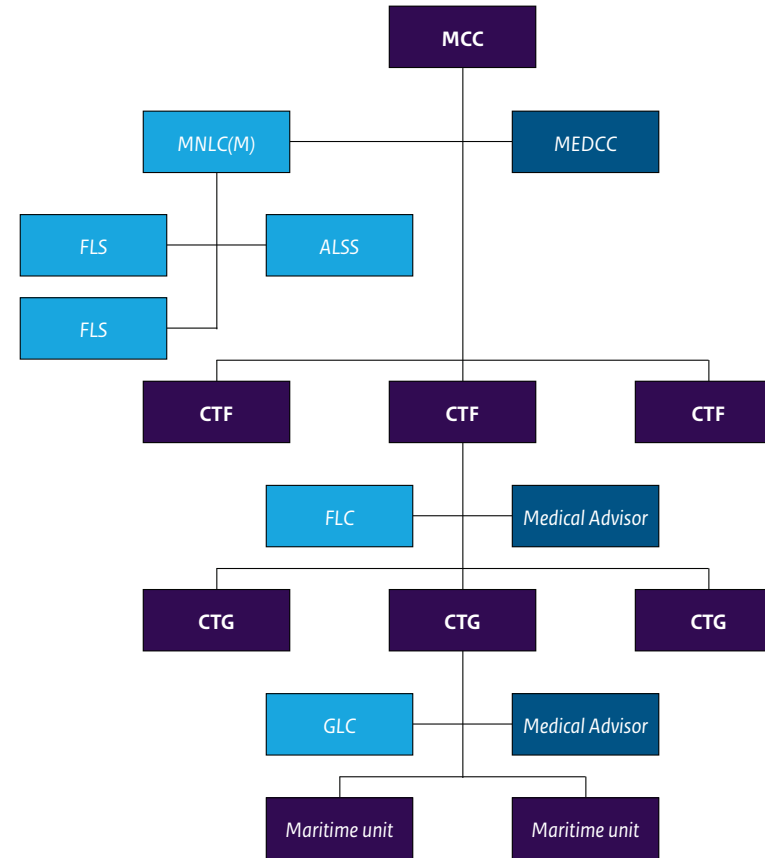 MCC
MNLC(M)
MEDCC
FLS
ALSS
FLS
CTF
CTF
CTF
FLC
Medical Advisor
CTG
CTG
CTG
GLC
Medical Advisor
Maritime unit
Maritime unit